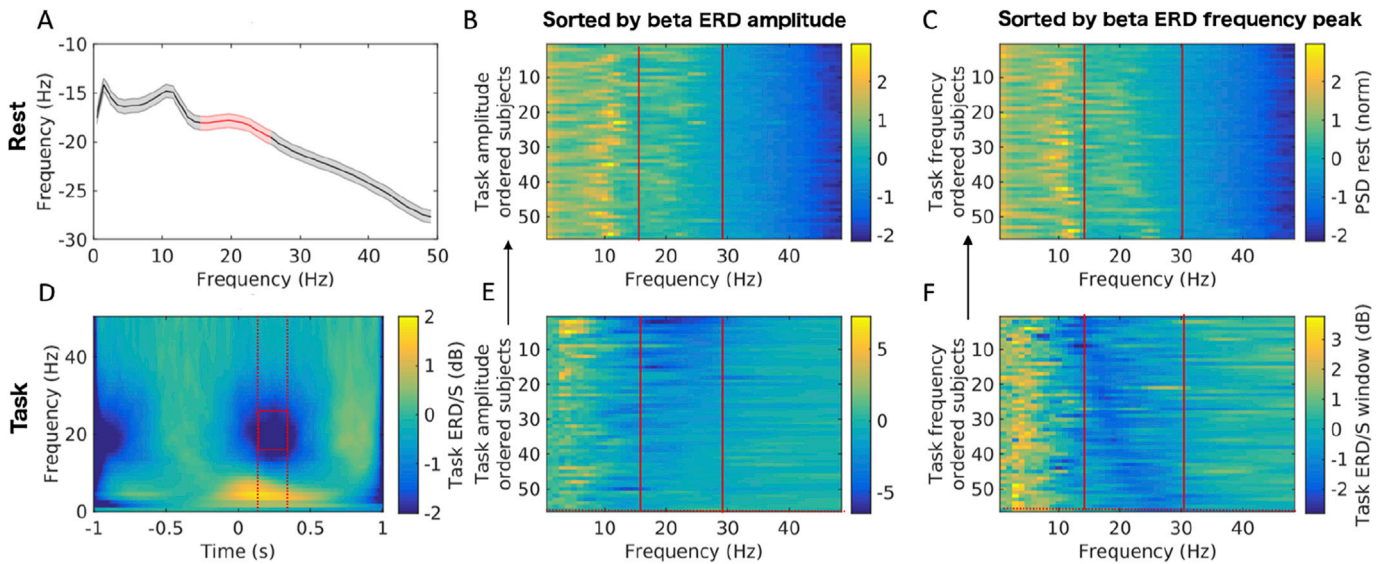 A
B
Sorted by beta ERD amplitude
C
Sorted by beta ERD frequency peak
Rest
Frequency (Hz)
-10
-15
-20
-25
-30
0
10
20
30
40
50
Frequency (Hz)
Task amplitude
ordered subjects
10
20
30
40
50
10
20
30
40
Frequency (Hz)
2
1
0
-1
-2
Task frequency
ordered subjects
10
20
30
40
50
10
20
30
40
Frequency (Hz)
2
1
0
-1
-2
PSD rest (norm)
D
E
F
Task
Frequency (Hz)
40
20
0
-1
-0.5
0
0.5
1
Time (s)
2
1
0
-1
-2
Task ERD/S (dB)
Task amplitude
ordered subjects
10
20
30
40
50
10
20
30
40
Frequency (Hz)
5
0
-5
Task frequency
ordered subjects
10
20
30
40
50
10
20
30
40
Frequency (Hz)
3
2
1
0
-1
-2
Task ERD/S window (dB)